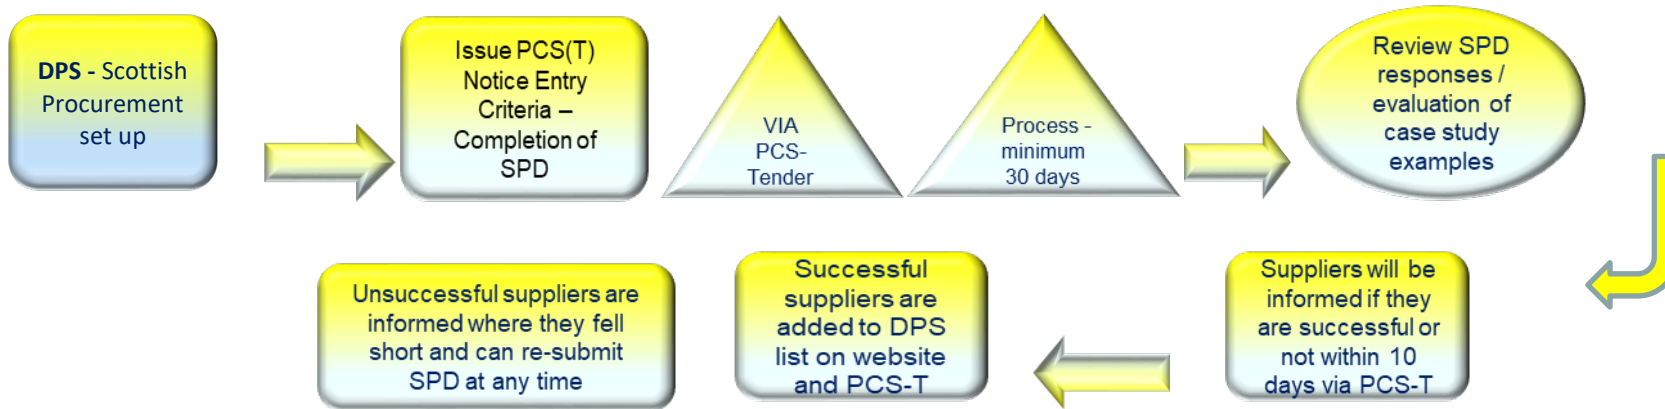 DPS - Scottish
Procurement
set up
Issue PCS(T)
Notice Entry
Criteria –
Completion of
SPD
VIA
PCS-
Tender
Process -
minimum
30 days
Review SPD
responses /
evaluation of
case study
examples
Suppliers will be
informed if they
are successful or
not within 10
days via PCS-T
Successful
suppliers are
added to DPS
list on website
and PCS-T
Unsuccessful suppliers are
informed where they fell
short and can re-submit
SPD at any time